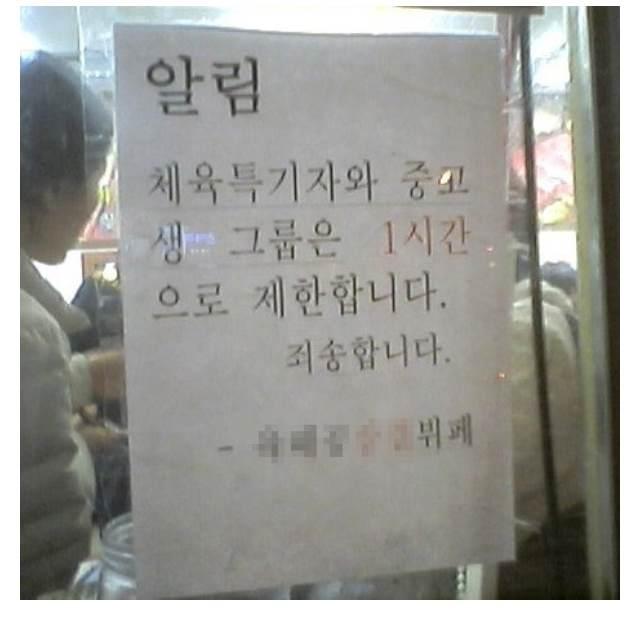 알림
체육특기자와 중고
생 그룹은 1시간
으로 제한합니다.
죄송합니다.
- 뷔페